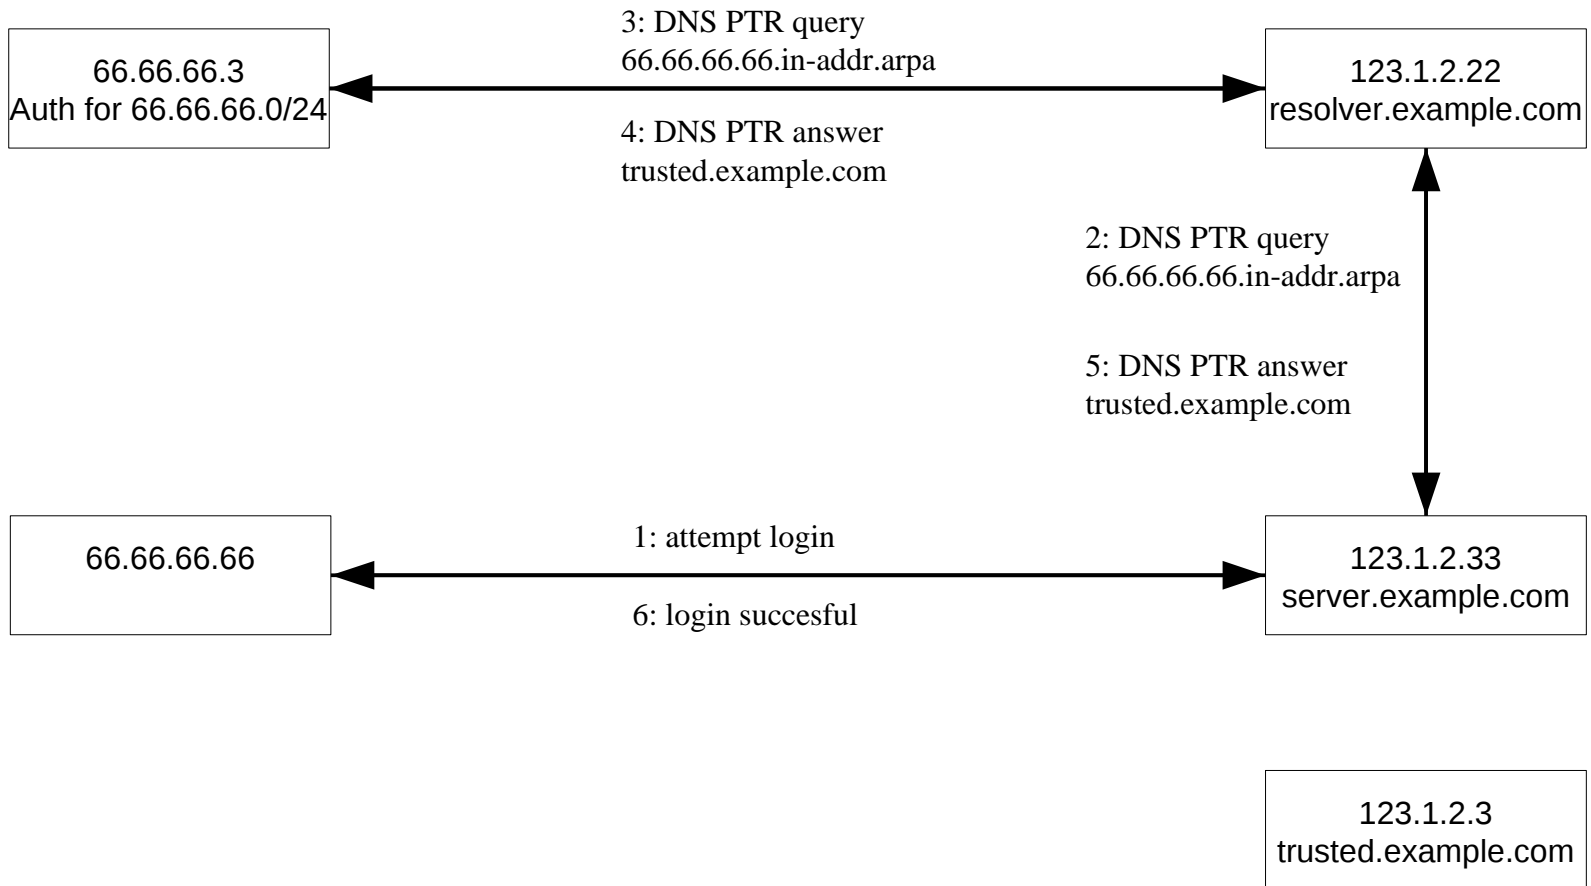 3: DNS PTR query
66.66.66.66.in-addr.arpa
66.66.66.3
Auth for 66.66.66.0/24
123.1.2.22
resolver.example.com
4: DNS PTR answer
trusted.example.com
2: DNS PTR query
66.66.66.66.in-addr.arpa
5: DNS PTR answer
trusted.example.com
66.66.66.66
1: attempt login
6: login succesful
123.1.2.33
server.example.com
123.1.2.3
trusted.example.com